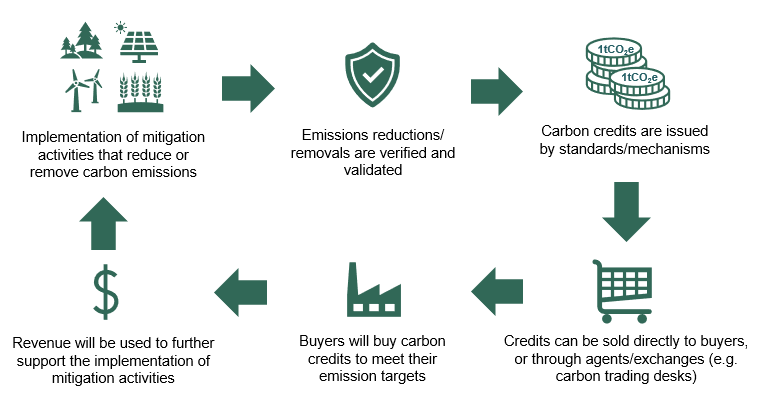 Implementation of mitigation
activities that reduce or
remove carbon emissions
Emissions reductions/
removals are verified and
validated
1tCO₂e
1tCO₂e
Carbon credits are issued
by standards/mechanisms
Credits can be sold directly to buyers,
or through agents/exchanges (e.g.
carbon trading desks)
Buyers will buy carbon
credits to meet their
emission targets
$
Revenue will be used to further
support the implementation of
mitigation activities